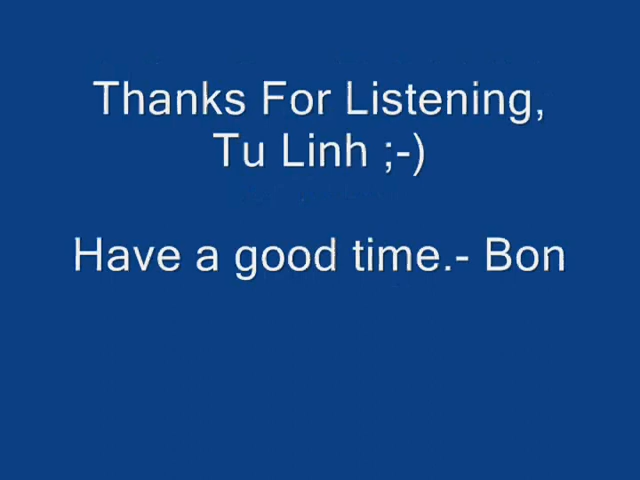 Thanks For Listening,
Tu Linh ;-)
Have a good time.- Bon